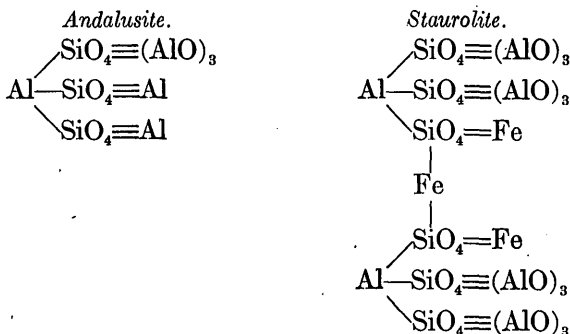 Andalusite. Staurolite.
SiO₄≡(AlO)₃ SiO₄≡(AlO)₃
Al—SiO₄≡Al Al—SiO₄≡(AlO)₃
SiO₄≡Al SiO₄=Fe
Fe
SiO₄=Fe
Al—SiO₄≡(AlO)₃
SiO₄≡(AlO)₃